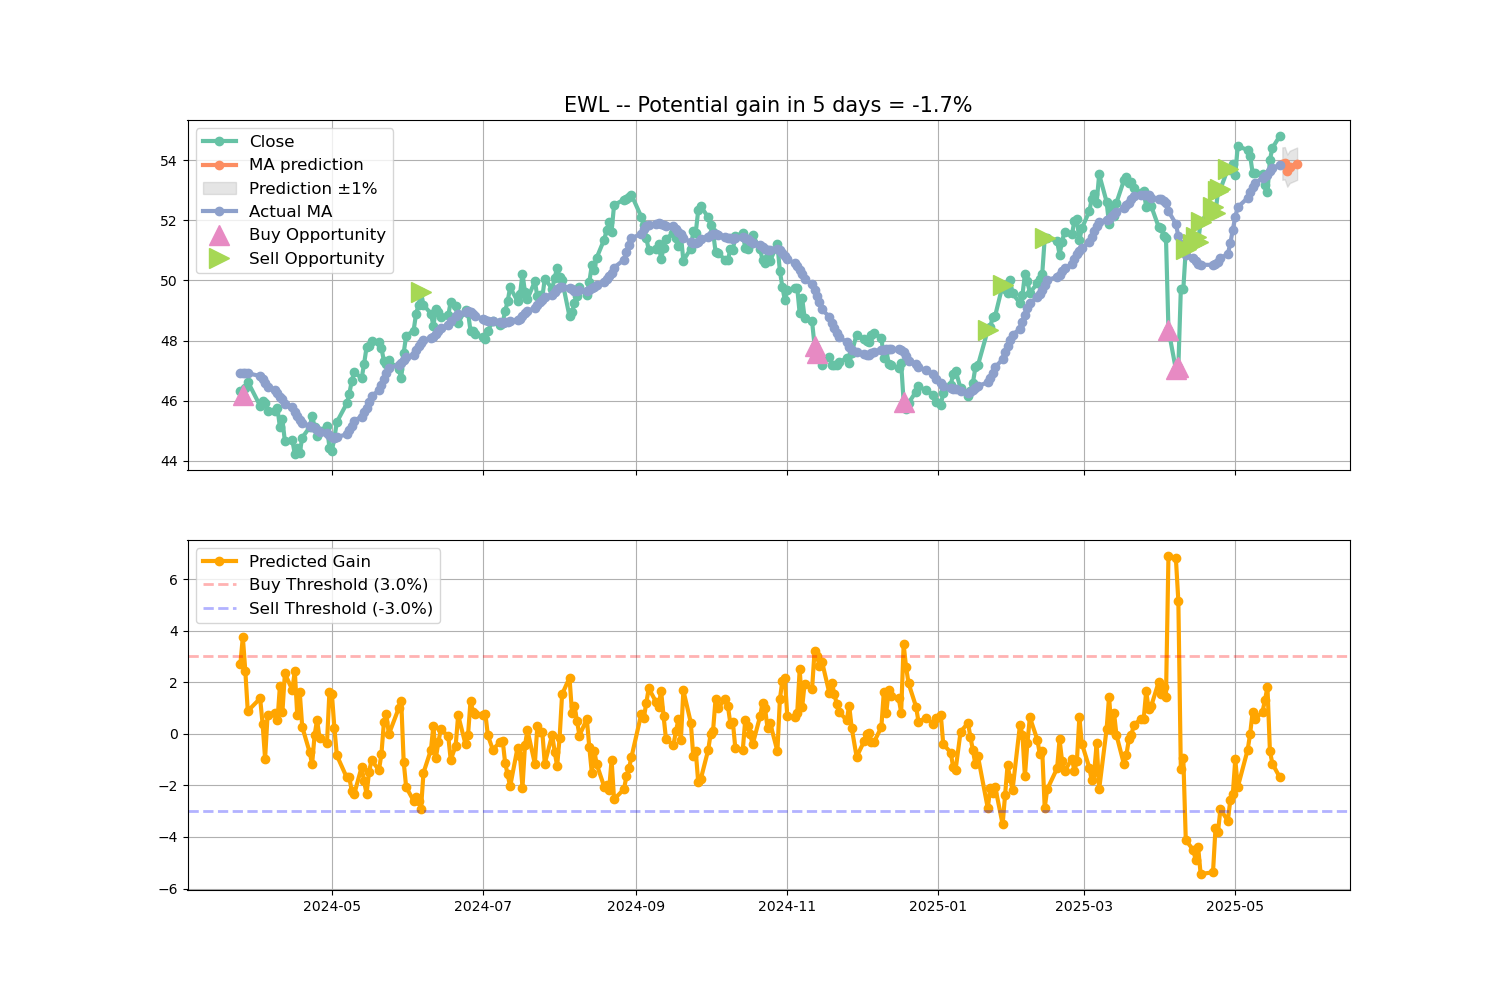 EWL -- Potential gain in 5 days = -1.7%
Close
MA prediction
Prediction ±1%
Actual MA
Buy Opportunity
Sell Opportunity
54
52
50
48
46
44
Predicted Gain
Buy Threshold (3.0%)
Sell Threshold (-3.0%)
6
4
2
0
−2
−4
−6
2024-05 2024-07 2024-09 2024-11 2025-01 2025-03 2025-05